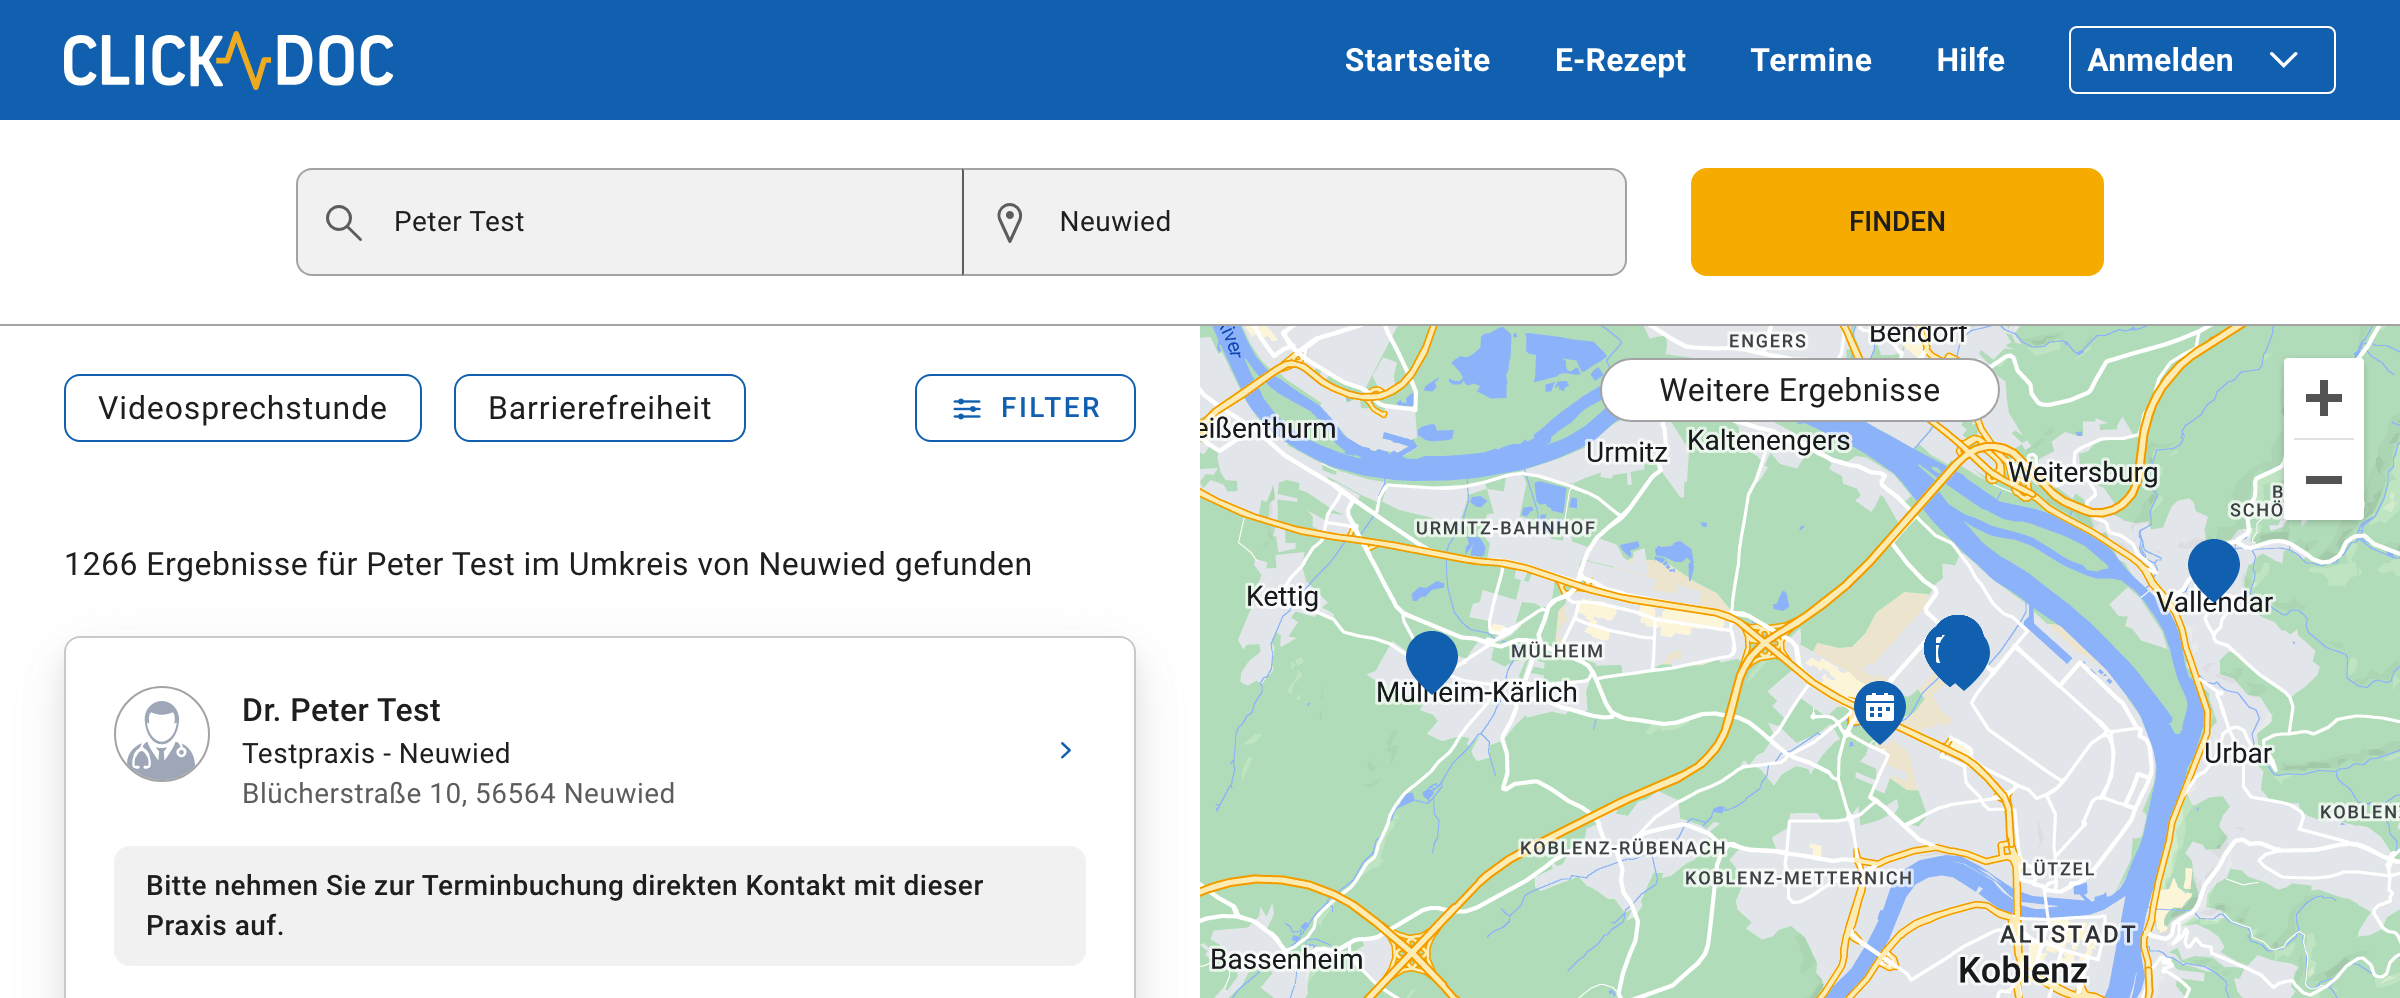 CLICKDOC
Startseite
E-Rezept
Termine
Hilfe
Anmelden
Peter Test
Neuwied
FINDEN
Videosprechstunde
Barrierefreiheit
FILTER
1266 Ergebnisse für Peter Test im Umkreis von Neuwied gefunden
Dr. Peter Test
Testpraxis - Neuwied
Blücherstraße 10, 56564 Neuwied
Bitte nehmen Sie zur Terminbuchung direkten Kontakt mit dieser
Praxis auf.
ENGERS
Bendorf
Weitere Ergebnisse
eißenthurm
Urmitz
Kaltenengers
Weitersburg
B
SCHÖ
URMITZ-BAHNHOF
Kettig
Vallendar
MÜLHEIM
Mülheim-Kärlich
Urbar
KOBLEN
KOBLENZ-RÜBENACH
KOBLENZ-METTERNICH
LÜTZEL
ALTSTADT
Bassenheim
Koblenz